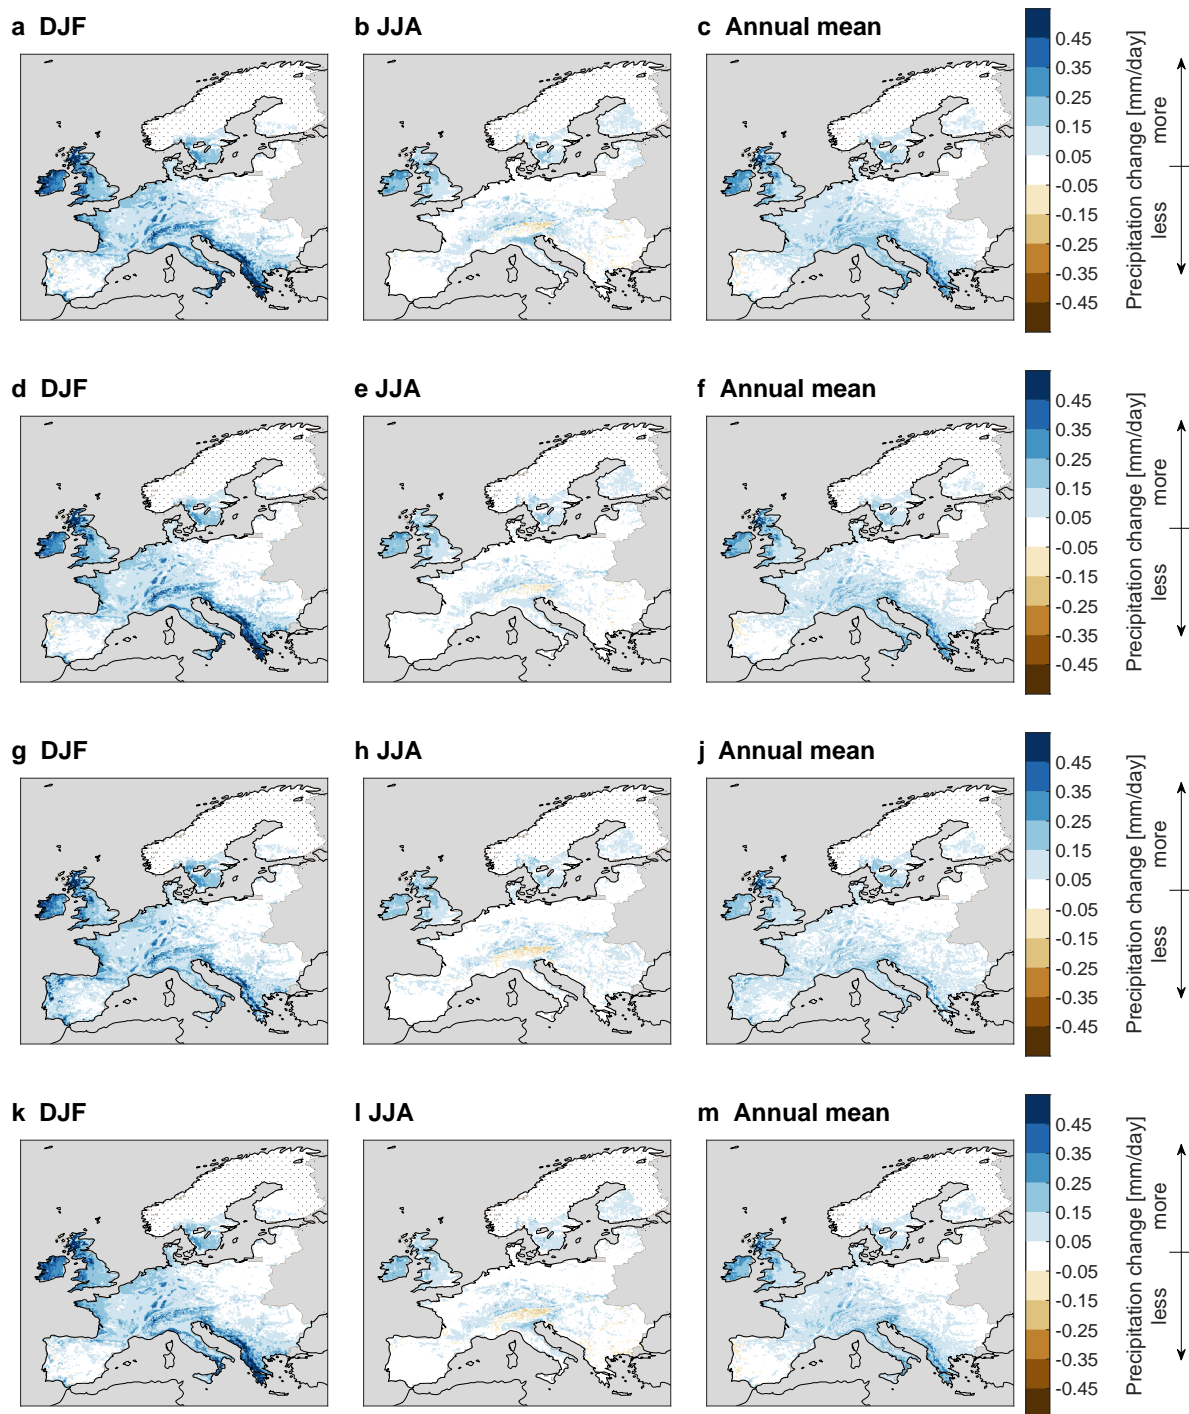 a DJF
b JJA
c Annual mean
0.45
0.35
0.25
0.15
0.05
-0.05
-0.15
-0.25
-0.35
-0.45
Precipitation change [mm/day]
less more
d DJF
e JJA
f Annual mean
0.45
0.35
0.25
0.15
0.05
-0.05
-0.15
-0.25
-0.35
-0.45
Precipitation change [mm/day]
less more
g DJF
h JJA
j Annual mean
0.45
0.35
0.25
0.15
0.05
-0.05
-0.15
-0.25
-0.35
-0.45
Precipitation change [mm/day]
less more
k DJF
l JJA
m Annual mean
0.45
0.35
0.25
0.15
0.05
-0.05
-0.15
-0.25
-0.35
-0.45
Precipitation change [mm/day]
less more